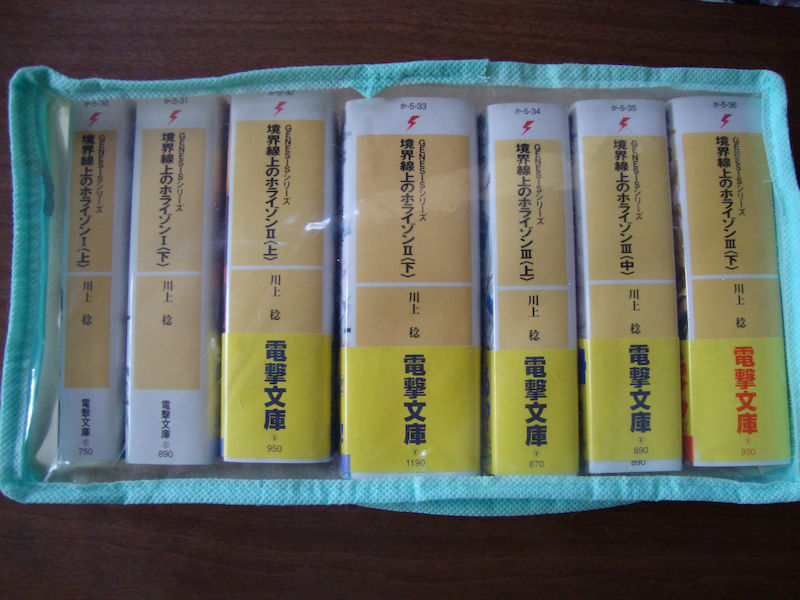 か-5-30
GENESISシリーズ
境界線上のホライゾンI〈上〉
川上 稔
電撃文庫
750
か-5-31
GENESISシリーズ
境界線上のホライゾンI〈下〉
川上 稔
電撃文庫
890
か-5-32
GENESISシリーズ
境界線上のホライゾンII〈上〉
川上 稔
電撃文庫
950
か-5-33
GENESISシリーズ
境界線上のホライゾンII〈下〉
川上 稔
電撃文庫
1190
か-5-34
GENESISシリーズ
境界線上のホライゾンIII〈上〉
川上 稔
電撃文庫
870
か-5-35
GENESISシリーズ
境界線上のホライゾンIII〈中〉
川上 稔
電撃文庫
890
890
か-5-36
GENESISシリーズ
境界線上のホライゾンIII〈下〉
川上 稔
電撃文庫
930